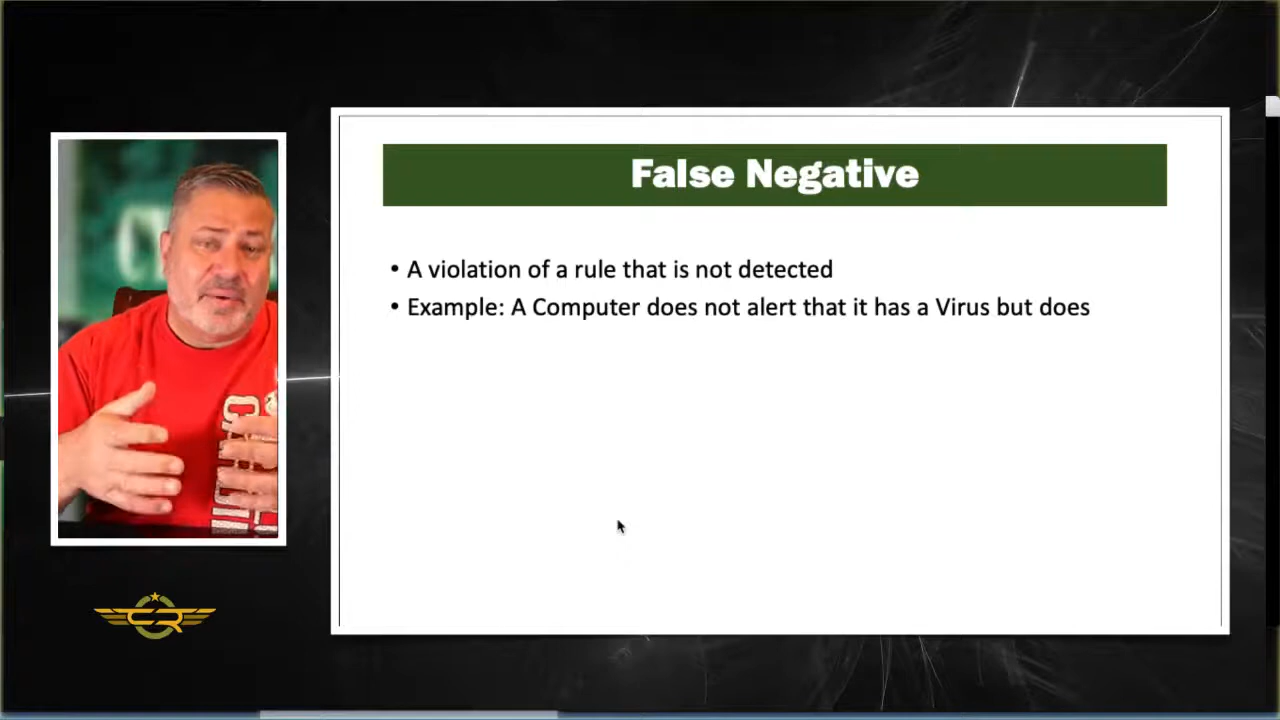 False Negative
• A violation of a rule that is not detected
• Example: A Computer does not alert that it has a Virus but does
CR